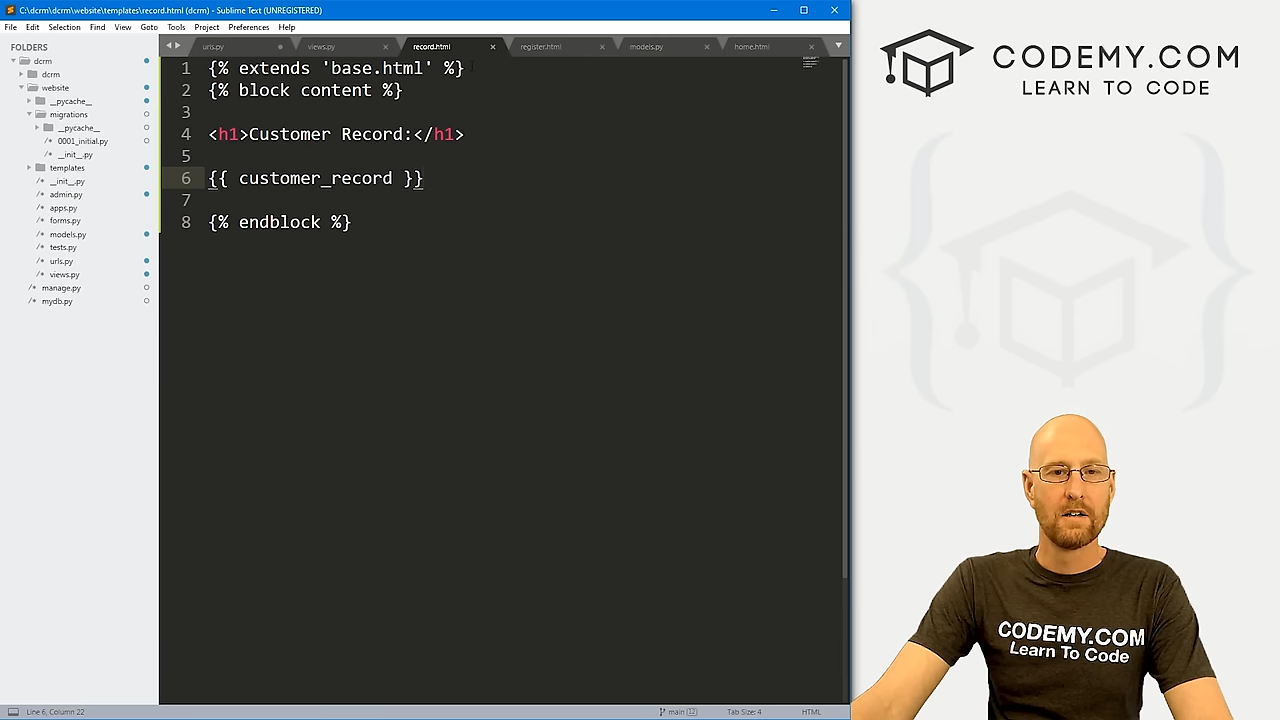 C:\dcrm\dcrm\website\templates\record.html (dcrm) - Sublime Text (UNREGISTERED)
File Edit Selection Find View Goto Tools Project Preferences Help
FOLDERS
dcrm
dcrm
website
__pycache__
migrations
__pycache__
0001_initial.py
__init__.py
templates
__init__.py
admin.py
apps.py
forms.py
models.py
tests.py
urls.py
views.py
manage.py
mydb.py
urls.py views.py record.html register.html models.py home.html
1 {% extends 'base.html' %}
2 {% block content %}
3
4 <h1>Customer Record:</h1>
5
6 {{ customer_record }}
7
8 {% endblock %}
Line 6, Column 22 main (12) Tab Size: 4 HTML
CODEMY.COM
LEARN TO CODE
CODEMY.COM
Learn To Code